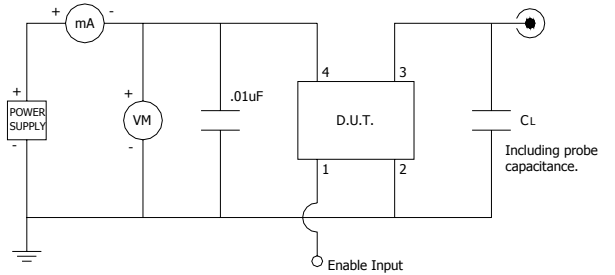 + mA -
+
POWER
SUPPLY
-
+
VM
-
.01uF
4
3
D.U.T.
1
2
CL
Including probe
capacitance.
Enable Input